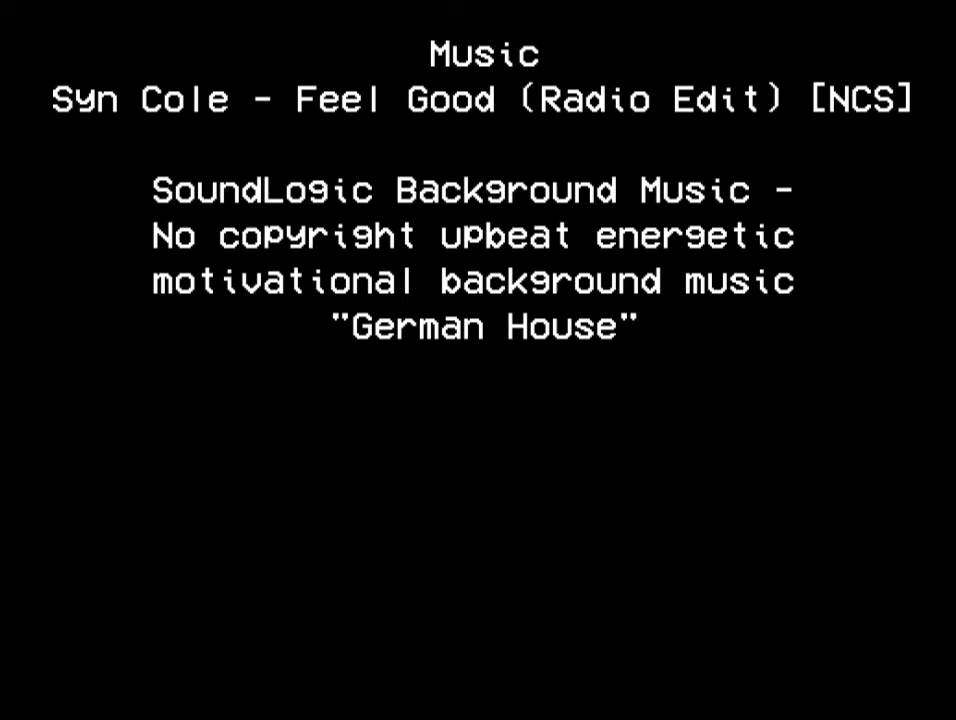 Music
Syn Cole - Feel Good (Radio Edit) [NCS]
SoundLogic Background Music -
No copyright upbeat energetic
motivational background music
"German House"